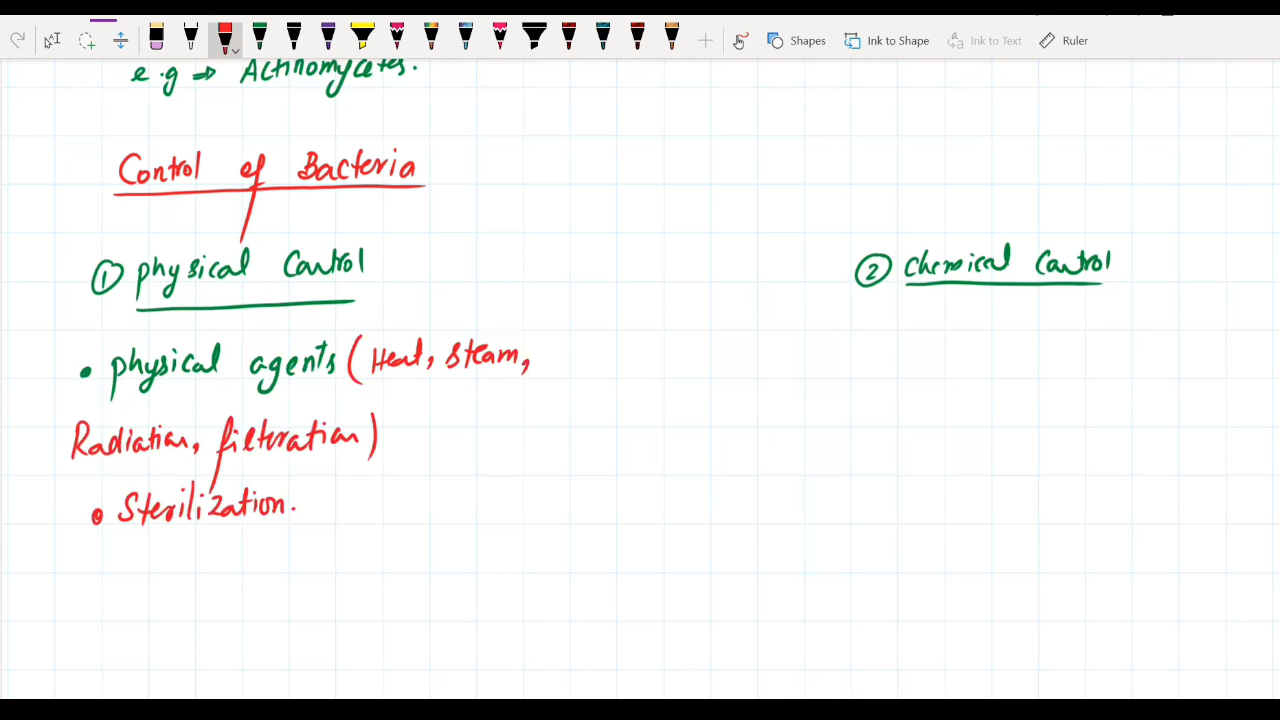 Shapes Ink to Shape Ink to Text Ruler
e.g ⇒ Actinomycetes.
Control of Bacteria
① physical Control
② Chemical Control
• physical agents (Heat, steam,
Radiation, filteration)
• Sterilization.